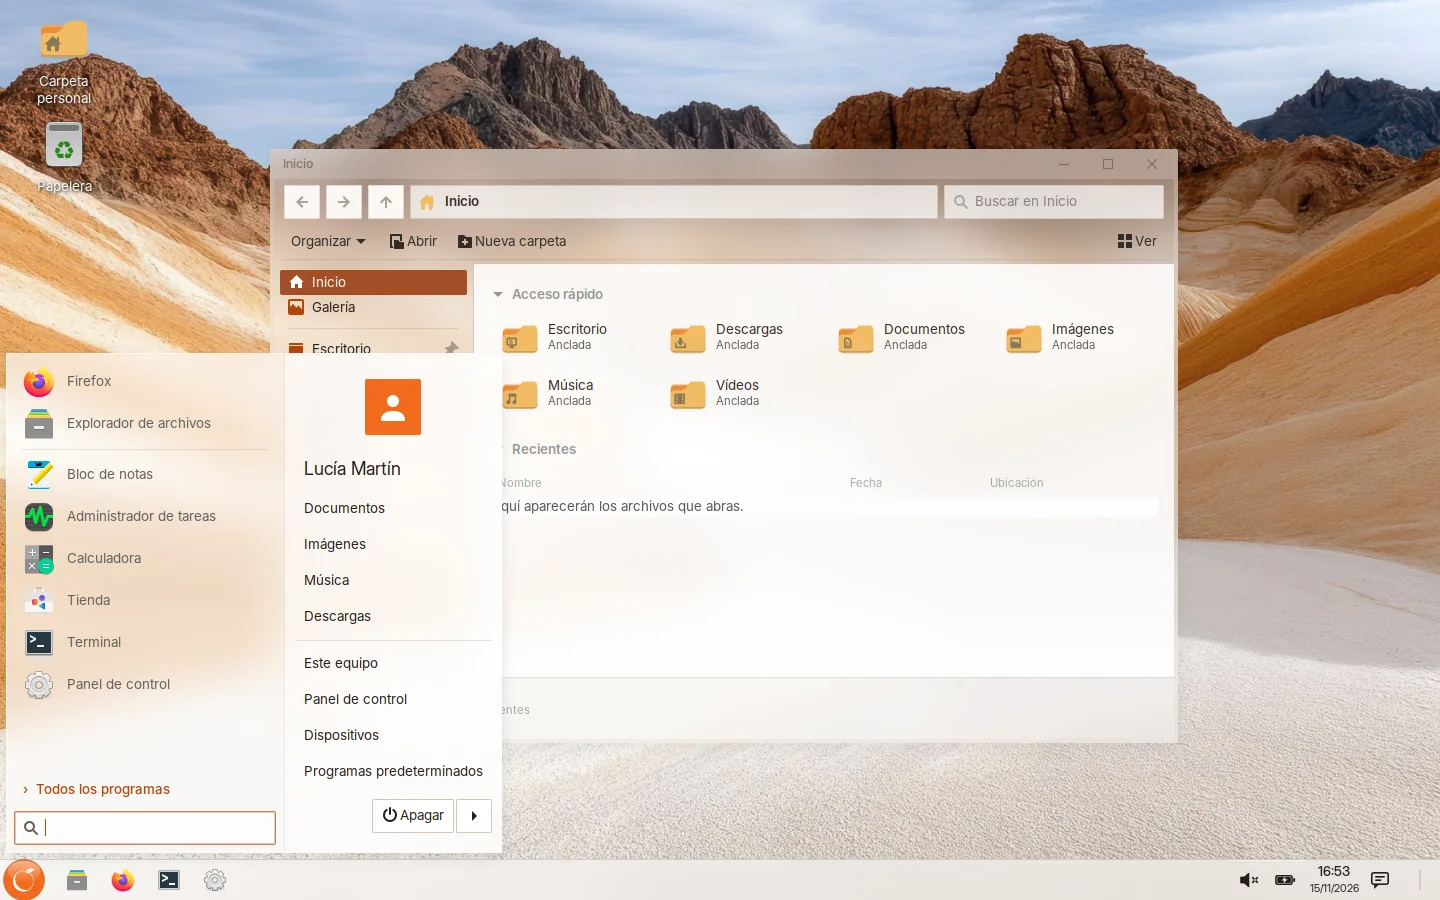 Carpeta
personal
Papelera
Inicio
Inicio
Buscar en Inicio
Organizar
Abrir
Nueva carpeta
Ver
Inicio
Galería
Escritorio
Acceso rápido
Escritorio
Anclada
Descargas
Anclada
Documentos
Anclada
Imágenes
Anclada
Música
Anclada
Vídeos
Anclada
Recientes
Nombre
Fecha
Ubicación
quí aparecerán los archivos que abras.
entes
Firefox
Explorador de archivos
Bloc de notas
Administrador de tareas
Calculadora
Tienda
Terminal
Panel de control
› Todos los programas
Lucía Martín
Documentos
Imágenes
Música
Descargas
Este equipo
Panel de control
Dispositivos
Programas predeterminados
Apagar
16:53
15/11/2026